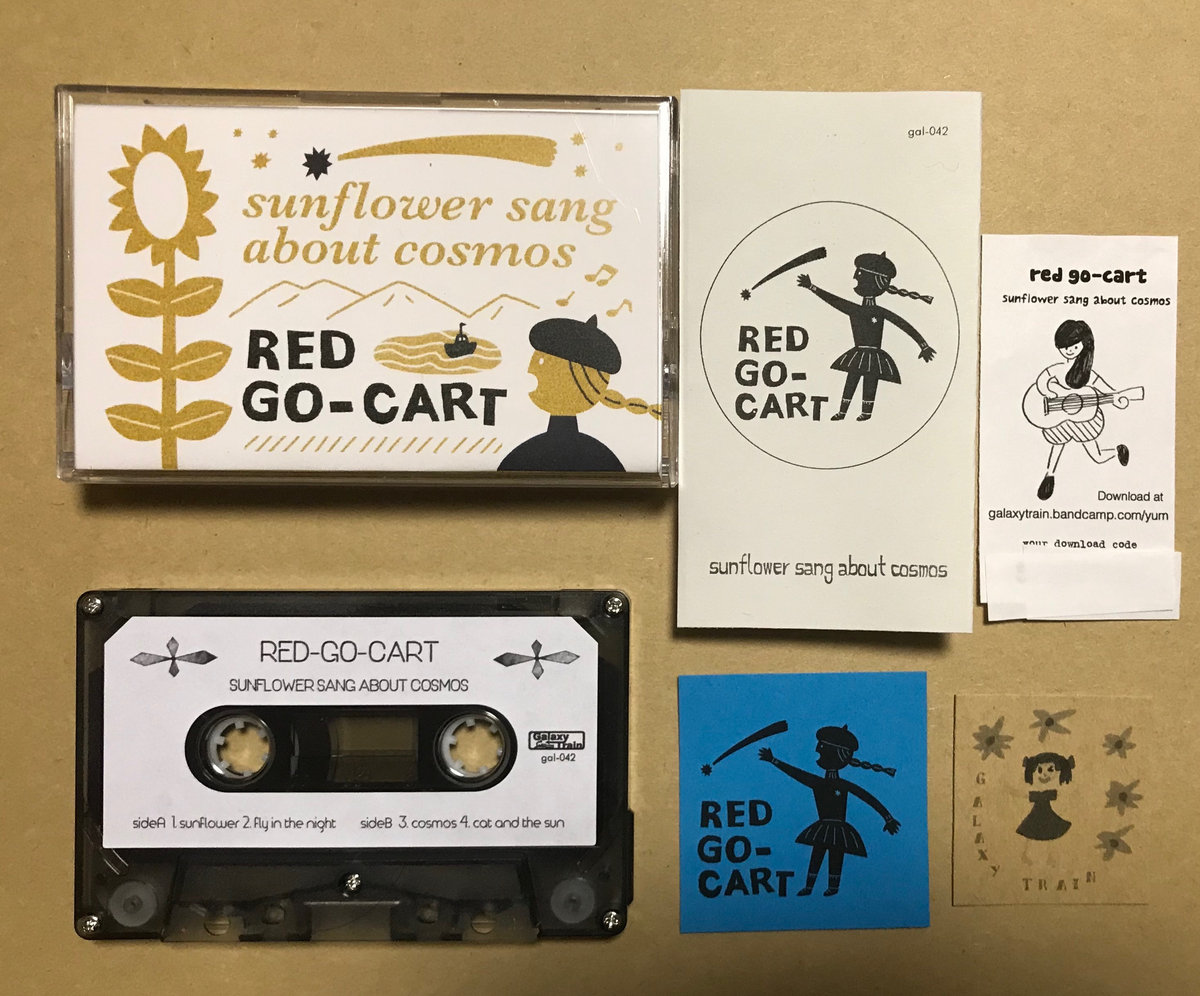 sunflower sang
about cosmos
RED
GO-CART
gal-042
RED
GO-
CART
sunflower sang about cosmos
red go-cart
sunflower sang about cosmos
Download at
galaxytrain.bandcamp.com/yum
your download code
RED-GO-CART
SUNFLOWER SANG ABOUT COSMOS
Galaxy
Train
gal-042
sideA 1.sunflower 2.fly in the night sideB 3. cosmos 4. cat and the sun
RED
GO-
CART
GALAXY
TRAIN